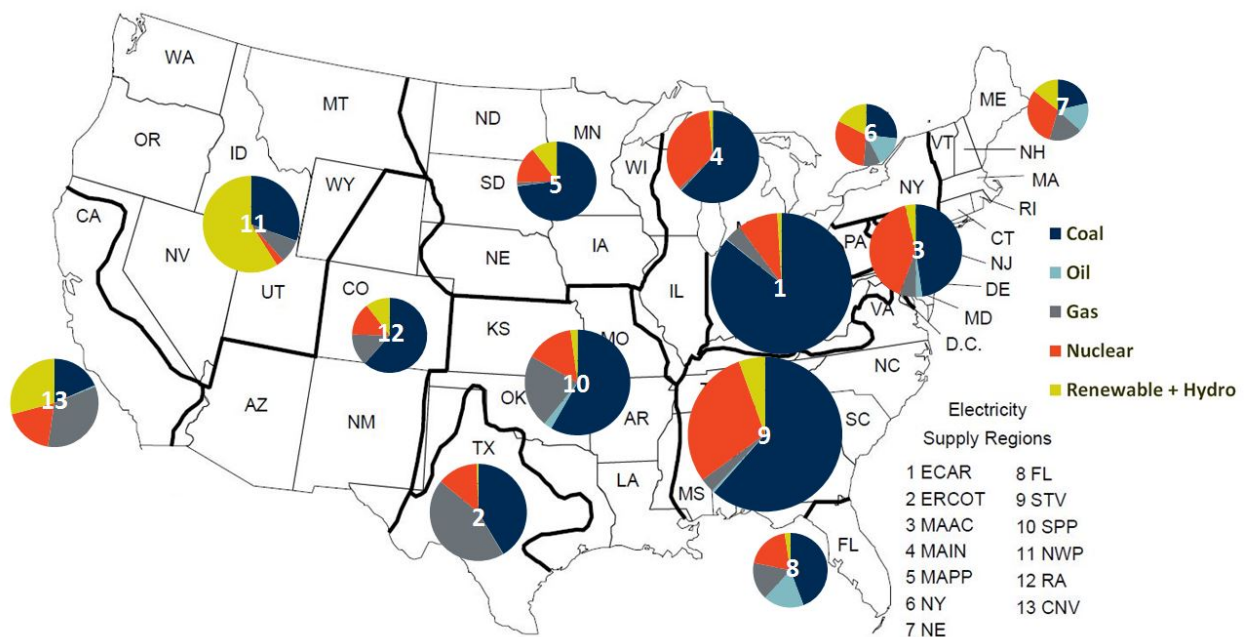 WA
MT
ME
7
OR
ND
MN
6
VT
NH
ID
4
WI
SD
5
NY
MA
WY
RI
CA
11
CT
Coal
NV
IA
PA
3
NJ
Oil
NE
1
DE
UT
CO
IL
Gas
VA
MD
12
KS
MO
D.C.
Nuclear
10
NC
Renewable + Hydro
13
OK
AZ
NM
AR
9
SC
Electricity
Supply Regions
TX
LA
MS
1 ECAR
8 FL
2
2 ERCOT
9 STV
3 MAAC
10 SPP
FL
4 MAIN
11 NWP
8
5 MAPP
12 RA
6 NY
13 CNV
7 NE